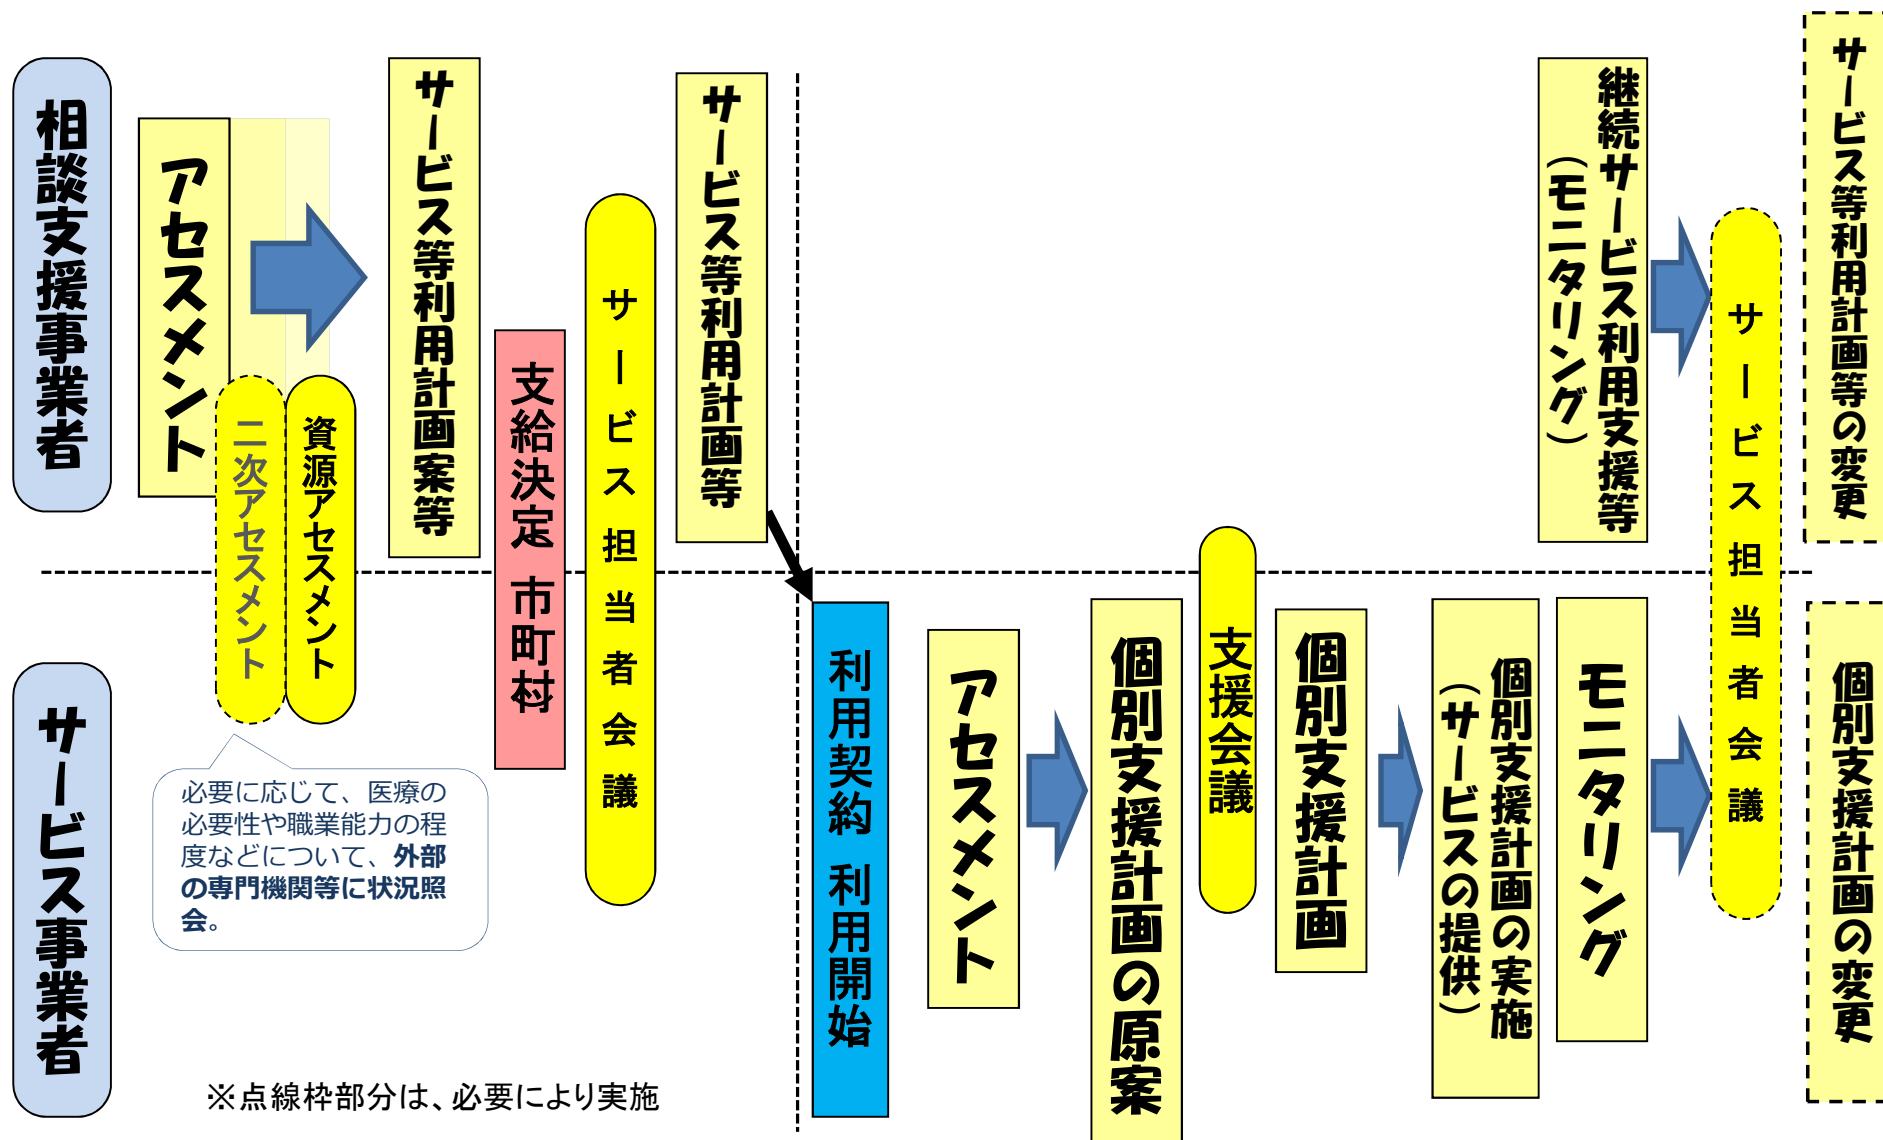 相談支援事業者
アセスメント
二次アセスメント
資源アセスメント
サービス等利用計画案等
支給決定 市町村
サービス担当者会議
サービス等利用計画等
継続サービス利用支援等
（モニタリング）
サービス担当者会議
サービス等利用計画等の変更
サービス事業者
必要に応じて、医療の
必要性や職業能力の程
度などについて、外部
の専門機関等に状況照
会。
利用契約 利用開始
アセスメント
個別支援計画の原案
支援会議
個別支援計画
個別支援計画の実施
（サービスの提供）
モニタリング
個別支援計画の変更
※点線枠部分は、必要により実施